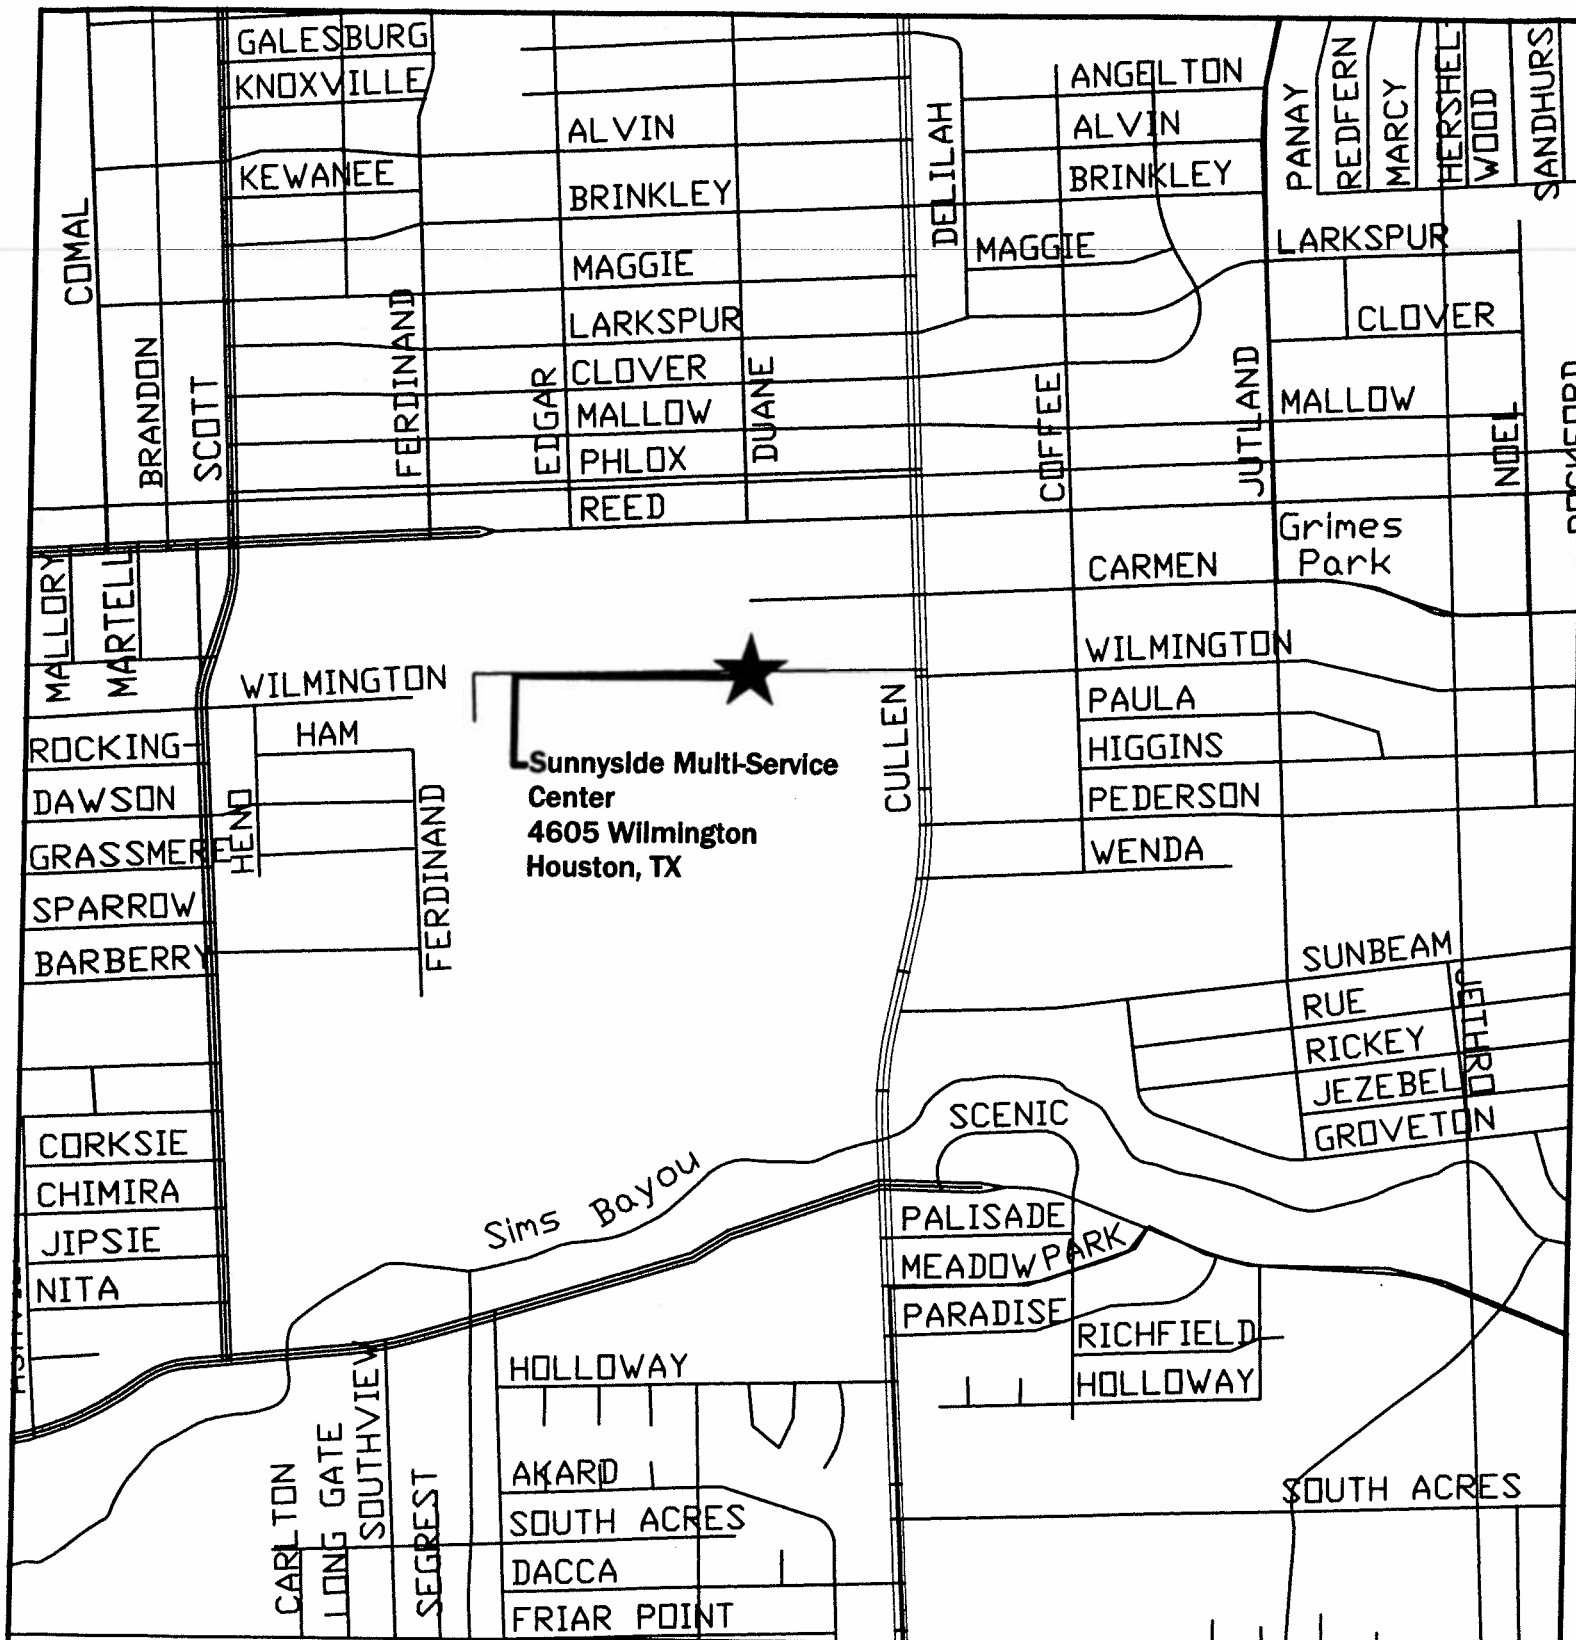 GALESBURG
KNOXVILLE
KEWANEE
COMAL
BRANDON
SCOTT
FERDINAND
EDGAR
DUANE
ALVIN
BRINKLEY
MAGGIE
LARKSPUR
CLOVER
MALLOW
PHLOX
REED
DELILAH
ANGELTON
ALVIN
BRINKLEY
MAGGIE
COFFEE
JUTLAND
PANAY
REDFERN
MARCY
HERSHEL-
WOOD
SANDHURS
LARKSPUR
CLOVER
MALLOW
NOEL
Grimes
Park
CARMEN
WILMINGTON
PAULA
HIGGINS
PEDERSON
WENDA
CULLEN
MALLORY
MARTELL
WILMINGTON
HAM
ROCKING-
DAWSON
GRASSMERE
SPARROW
BARBERRY
HENO
FERDINAND
Sunnyside Multi-Service
Center
4605 Wilmington
Houston, TX
SUNBEAM
RUE
RICKEY
JEZEBEL
GROVETON
JETHRO
CORKSIE
CHIMIRA
JIPSIE
NITA
Sims Bayou
SCENIC
PALISADE
MEADOW PARK
PARADISE
RICHFIELD
HOLLOWAY
HOLLOWAY
AKARD
SOUTH ACRES
DACCA
FRIAR POINT
CARLTON
LONG GATE
SOUTHVIEW
SEGREST
SOUTH ACRES